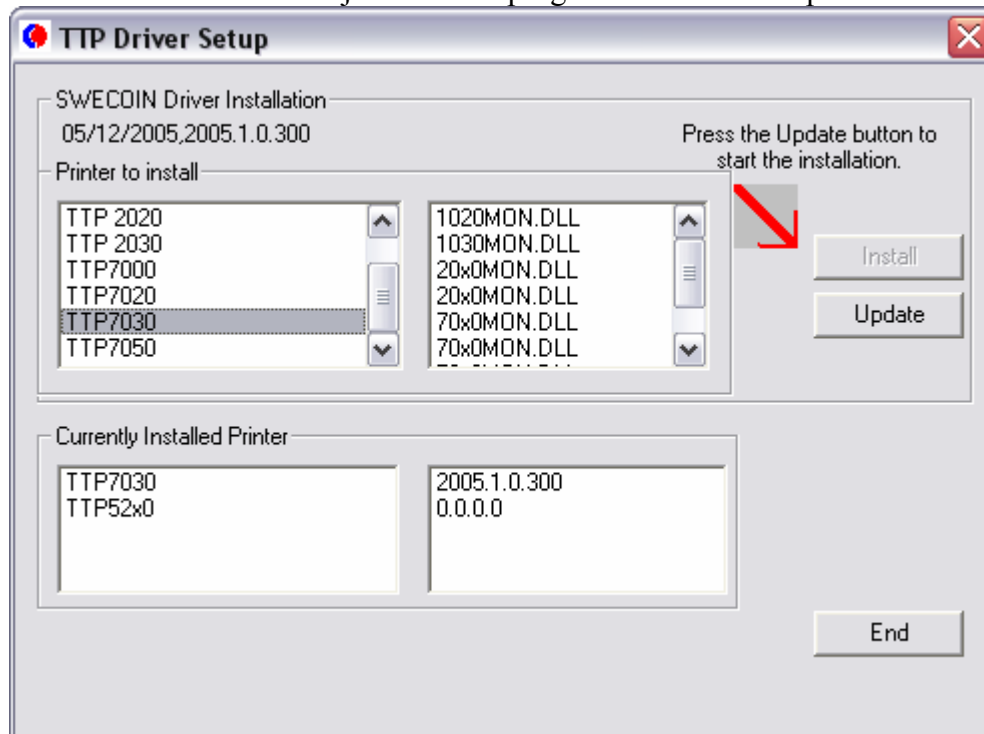 TTP Driver Setup
SWECOIN Driver Installation
05/12/2005,2005.1.0.300
Press the Update button to
start the installation.
Printer to install
TTP 2020
TTP 2030
TTP7000
TTP7020
TTP7030
TTP7050
1020MON.DLL
1030MON.DLL
20x0MON.DLL
20x0MON.DLL
70x0MON.DLL
70x0MON.DLL
Install
Update
Currently Installed Printer
TTP7030
TTP52x0
2005.1.0.300
0.0.0.0
End